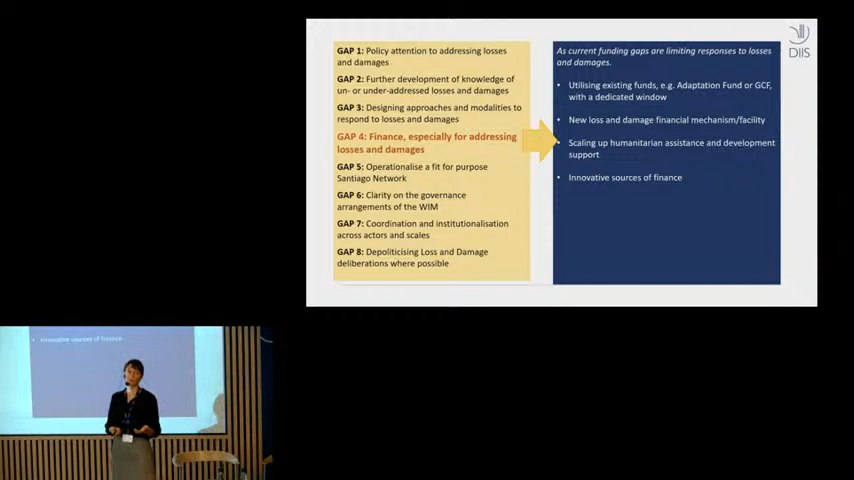 GAP 1: Policy attention to addressing losses
and damages
GAP 2: Further development of knowledge of
un- or under-addressed losses and damages
GAP 3: Designing approaches and modalities to
respond to losses and damages
GAP 4: Finance, especially for addressing
losses and damages
GAP 5: Operationalise a fit for purpose
Santiago Network
GAP 6: Clarity on the governance
arrangements of the WIM
GAP 7: Coordination and institutionalisation
across actors and scales
GAP 8: Depoliticising Loss and Damage
deliberations where possible
As current funding gaps are limiting responses to losses
and damages.
• Utilising existing funds, e.g. Adaptation Fund or GCF,
with a dedicated window
• New loss and damage financial mechanism/facility
• Scaling up humanitarian assistance and development
support
• Innovative sources of finance
DIIS
• Innovative sources of finance